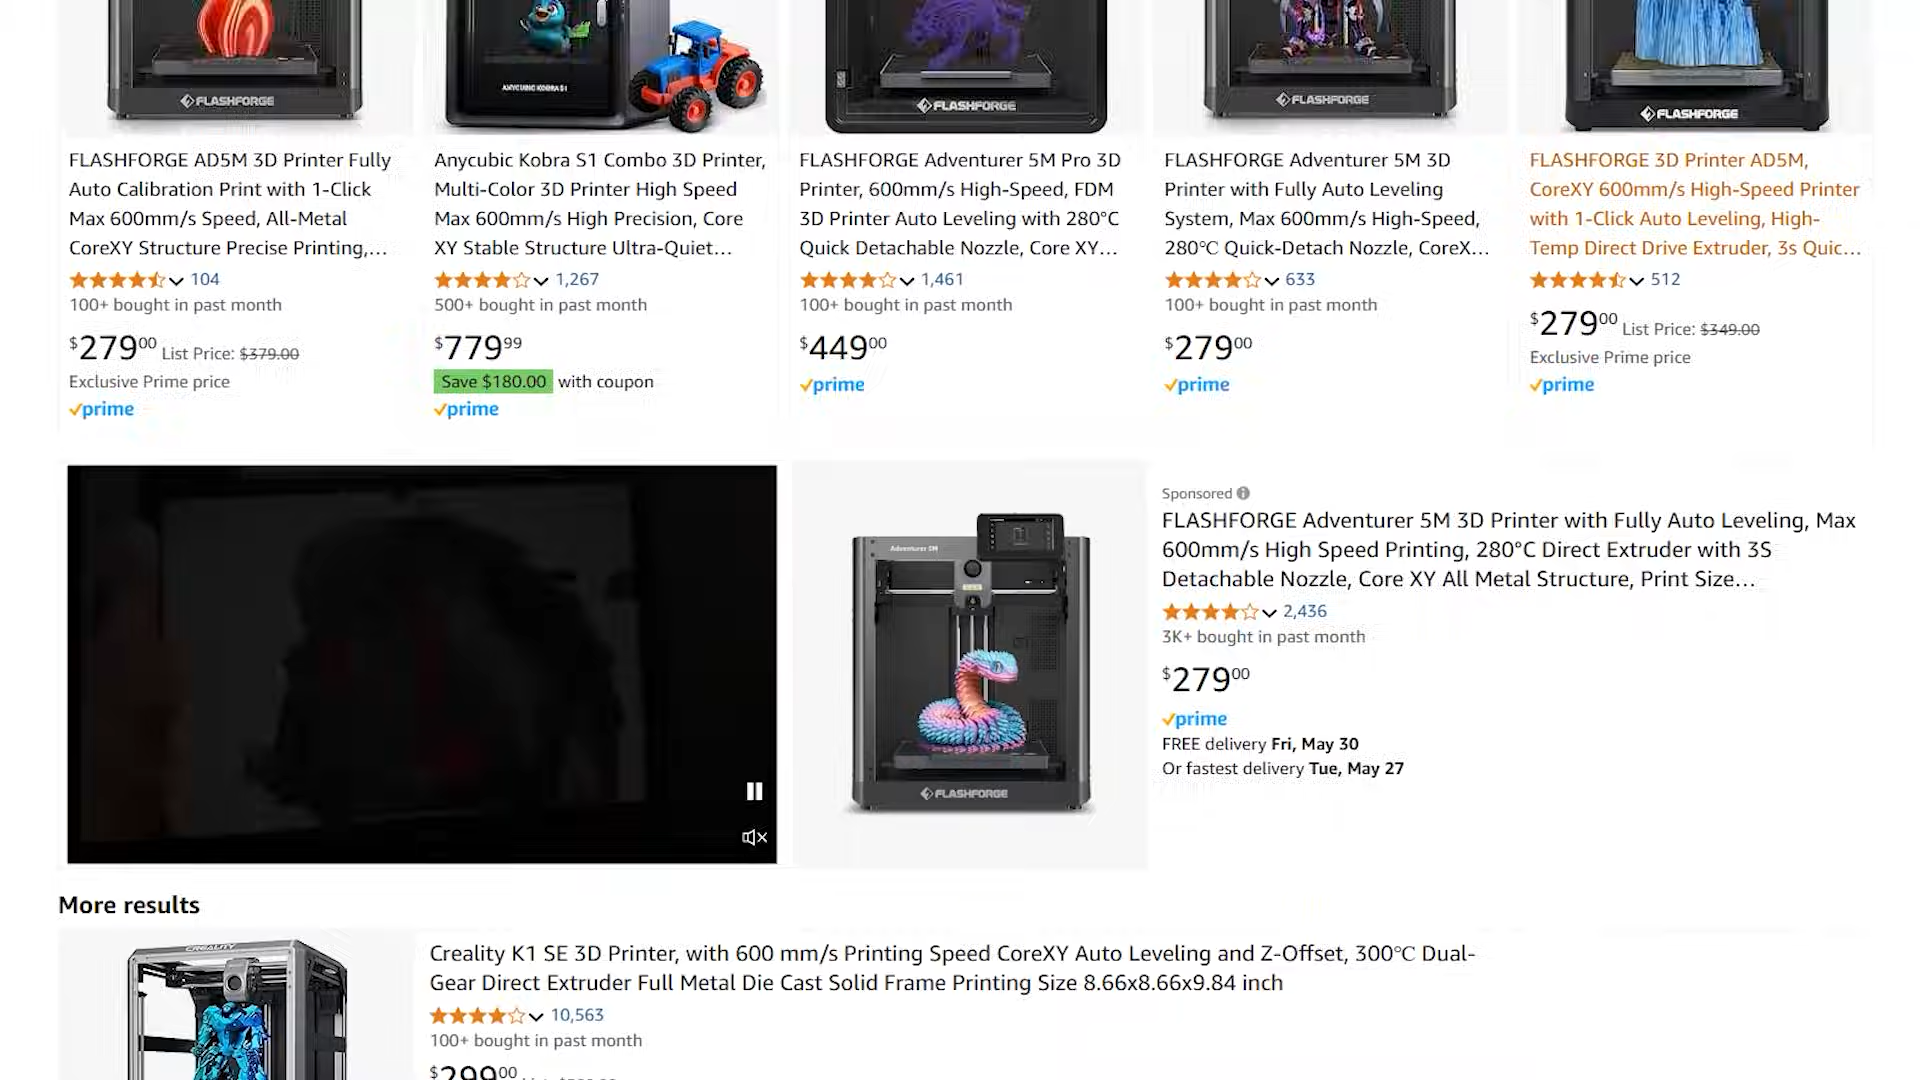 FLASHFORGE
ANYCUBIC KOBRA S1
FLASHFORGE
FLASHFORGE
FLASHFORGE
FLASHFORGE AD5M 3D Printer Fully
Auto Calibration Print with 1-Click
Max 600mm/s Speed, All-Metal
CoreXY Structure Precise Printing,...
104
100+ bought in past month
$279.00 List Price: $379.00
Exclusive Prime price
prime
Anycubic Kobra S1 Combo 3D Printer,
Multi-Color 3D Printer High Speed
Max 600mm/s High Precision, Core
XY Stable Structure Ultra-Quiet...
1,267
500+ bought in past month
$779.99
Save $180.00 with coupon
prime
FLASHFORGE Adventurer 5M Pro 3D
Printer, 600mm/s High-Speed, FDM
3D Printer Auto Leveling with 280°C
Quick Detachable Nozzle, Core XY...
1,461
100+ bought in past month
$449.00
prime
FLASHFORGE Adventurer 5M 3D
Printer with Fully Auto Leveling
System, Max 600mm/s High-Speed,
280℃ Quick-Detach Nozzle, CoreX...
633
100+ bought in past month
$279.00
prime
FLASHFORGE 3D Printer AD5M,
CoreXY 600mm/s High-Speed Printer
with 1-Click Auto Leveling, High-
Temp Direct Drive Extruder, 3s Quic...
512
$279.00 List Price: $349.00
Exclusive Prime price
prime
Adventurer 5M
FLASHFORGE
Sponsored
FLASHFORGE Adventurer 5M 3D Printer with Fully Auto Leveling, Max
600mm/s High Speed Printing, 280°C Direct Extruder with 3S
Detachable Nozzle, Core XY All Metal Structure, Print Size...
2,436
3K+ bought in past month
$279.00
prime
FREE delivery Fri, May 30
Or fastest delivery Tue, May 27
More results
CREALITY
Creality K1 SE 3D Printer, with 600 mm/s Printing Speed CoreXY Auto Leveling and Z-Offset, 300℃ Dual-
Gear Direct Extruder Full Metal Die Cast Solid Frame Printing Size 8.66x8.66x9.84 inch
10,563
100+ bought in past month
$299.00